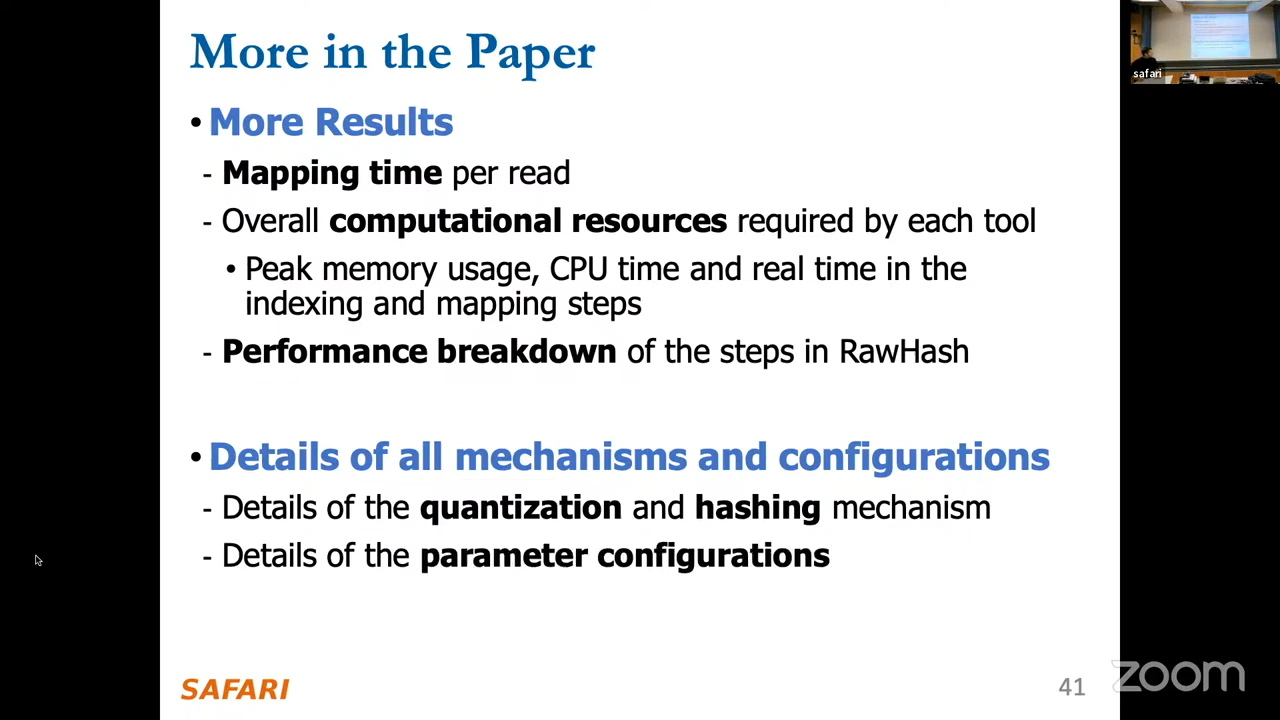 More in the Paper
• More Results
- Mapping time per read
- Overall computational resources required by each tool
• Peak memory usage, CPU time and real time in the
indexing and mapping steps
- Performance breakdown of the steps in RawHash
• Details of all mechanisms and configurations
- Details of the quantization and hashing mechanism
- Details of the parameter configurations
SAFARI
41
zoom
safari